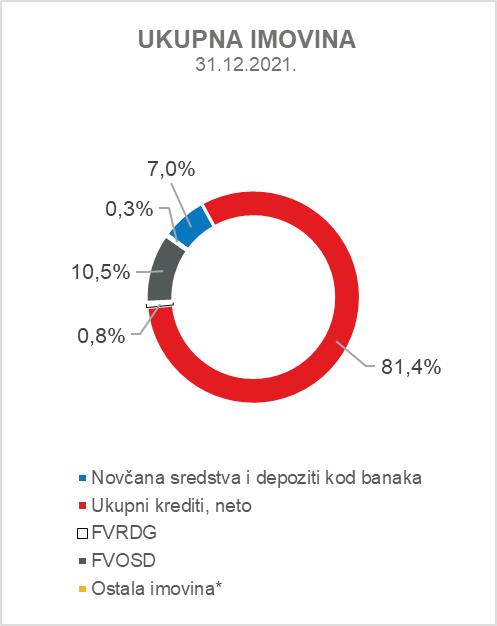 UKUPNA IMOVINA
31.12.2021.
7,0%
0,3%
10,5%
0,8%
81,4%
Novčana sredstva i depoziti kod banaka
Ukupni krediti, neto
FVRDG
FVOSD
Ostala imovina*